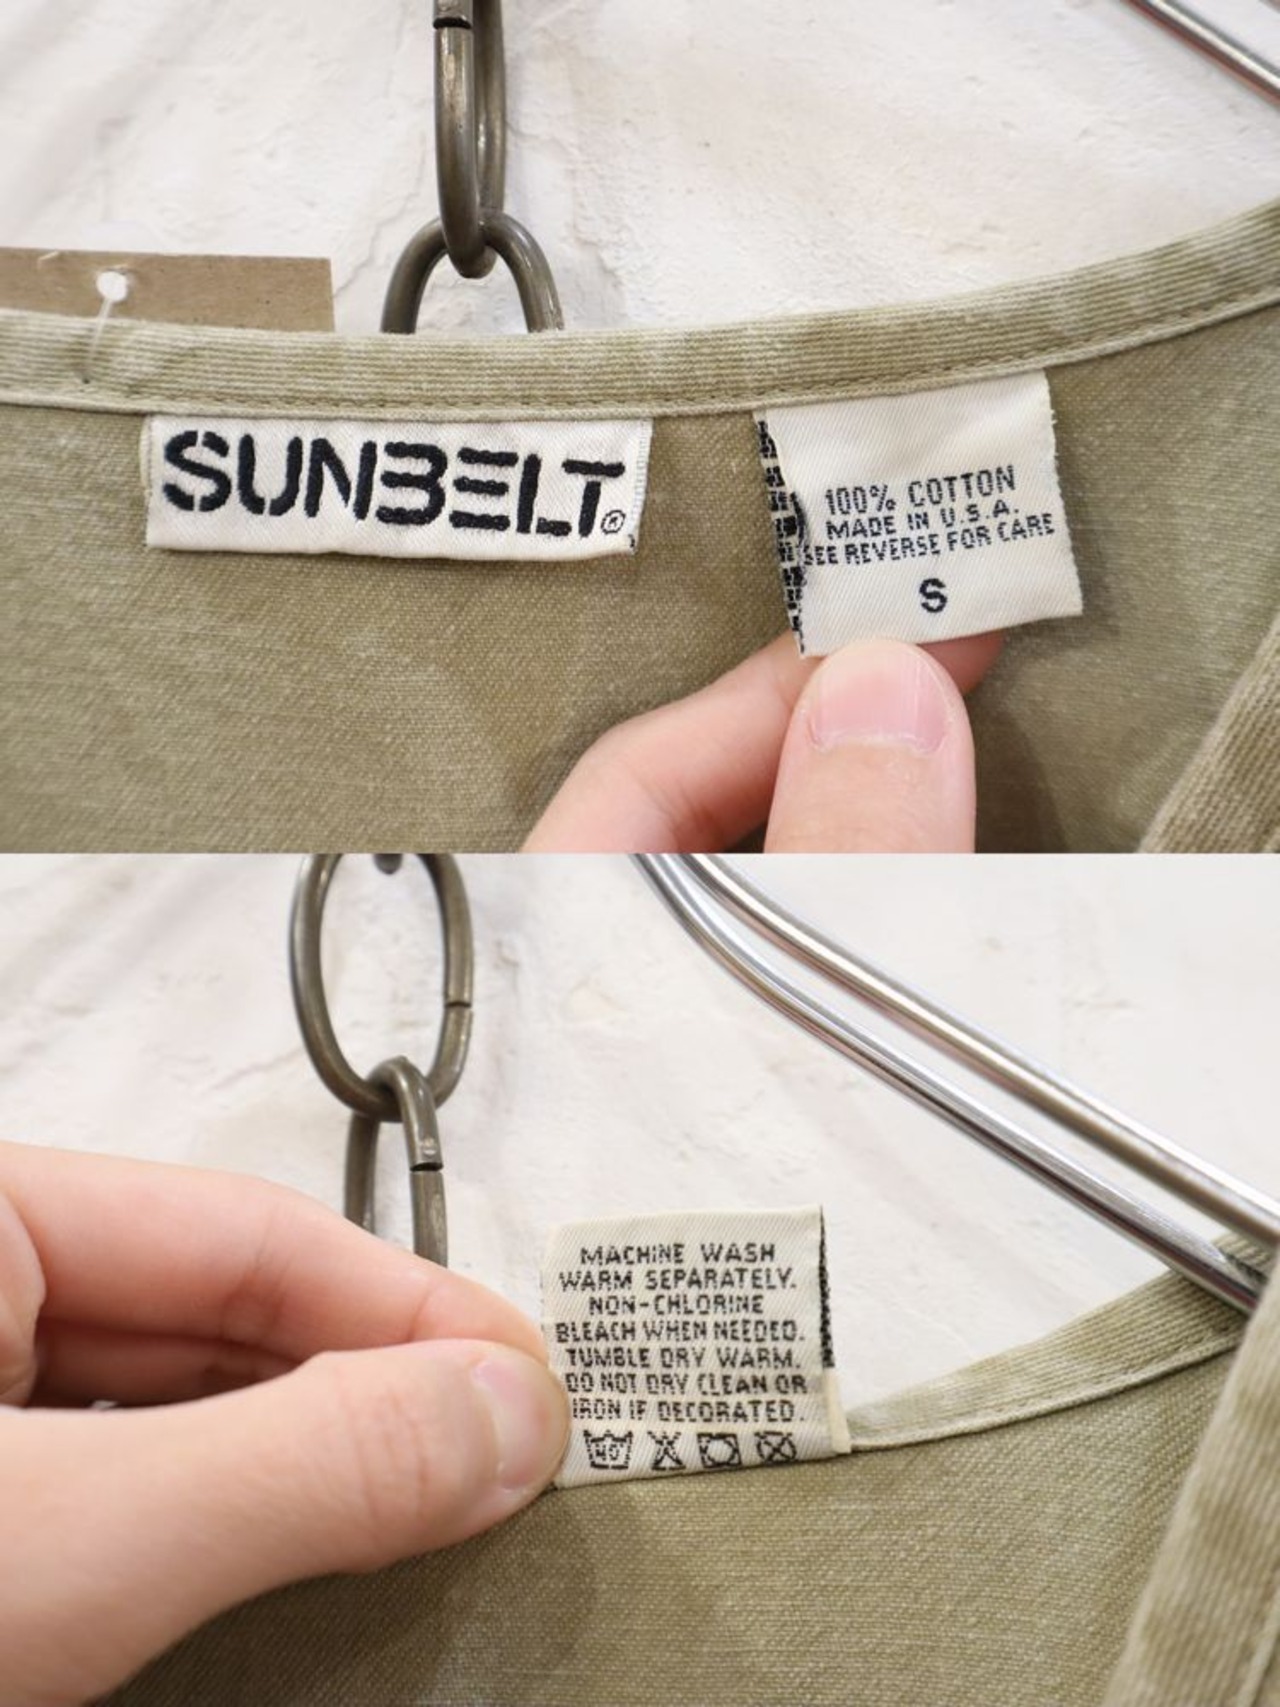 SUNBELT®
100% COTTON
MADE IN U.S.A.
SEE REVERSE FOR CARE
S
MACHINE WASH
WARM SEPARATELY.
NON-CHLORINE
BLEACH WHEN NEEDED.
TUMBLE DRY WARM.
DO NOT DRY CLEAN OR
IRON IF DECORATED.
40°